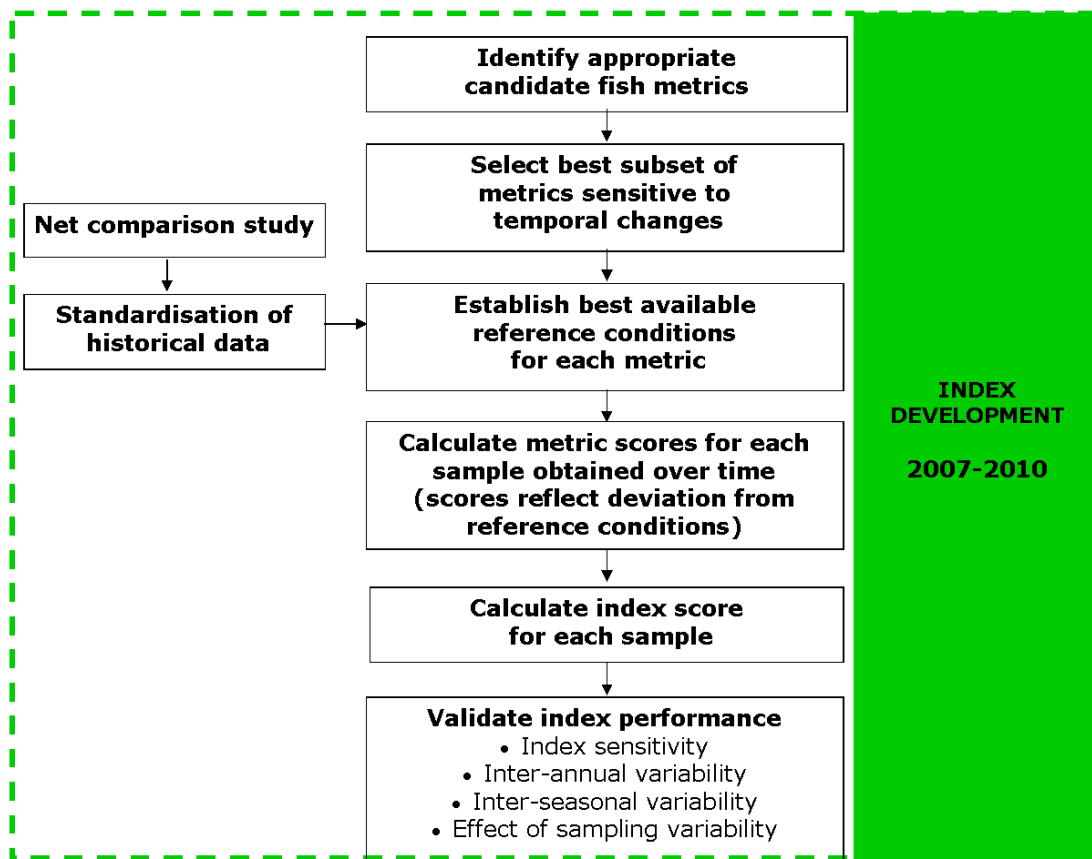 Identify appropriate
candidate fish metrics
Select best subset of
metrics sensitive to
temporal changes
Net comparison study
Standardisation of
historical data
Establish best available
reference conditions
for each metric
Calculate metric scores for each
sample obtained over time
(scores reflect deviation from
reference conditions)
Calculate index score
for each sample
Validate index performance
• Index sensitivity
• Inter-annual variability
• Inter-seasonal variability
• Effect of sampling variability
INDEX
DEVELOPMENT
2007-2010